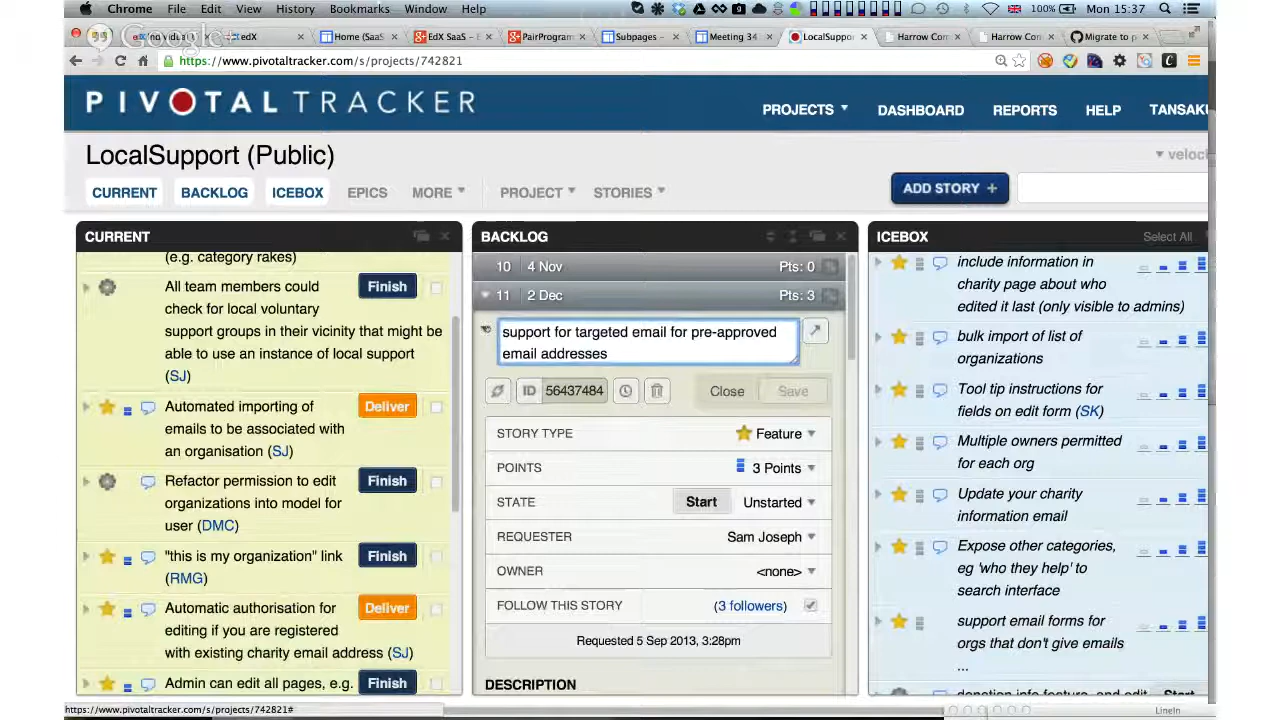 Chrome File Edit View History Bookmarks Window Help 100% Mon 15:37
edX Home (SaaS EdX SaaS - E PairProgram Subpages - Meeting 34 LocalSuppor Harrow Com Harrow Com Migrate to p
Google+
https://www.pivotaltracker.com/s/projects/742821
PIVOTAL TRACKER
PROJECTS DASHBOARD REPORTS HELP TANSAKU
LocalSupport (Public)
veloc
CURRENT BACKLOG ICEBOX EPICS MORE PROJECT STORIES ADD STORY +
CURRENT
(e.g. category rakes)
All team members could
check for local voluntary
support groups in their vicinity that might be
able to use an instance of local support
(SJ)
Finish
Automated importing of
emails to be associated with
an organisation (SJ)
Deliver
Refactor permission to edit
organizations into model for
user (DMC)
Finish
"this is my organization" link
(RMG)
Finish
Automatic authorisation for
editing if you are registered
with existing charity email address (SJ)
Deliver
Admin can edit all pages, e.g.
Finish
BACKLOG
10 4 Nov Pts: 0
11 2 Dec Pts: 3
support for targeted email for pre-approved
email addresses
ID 56437484 Close Save
STORY TYPE Feature
POINTS 3 Points
STATE Start Unstarted
REQUESTER Sam Joseph
OWNER <none>
FOLLOW THIS STORY (3 followers)
Requested 5 Sep 2013, 3:28pm
DESCRIPTION
ICEBOX Select All
include information in
charity page about who
edited it last (only visible to admins)
bulk import of list of
organizations
Tool tip instructions for
fields on edit form (SK)
Multiple owners permitted
for each org
Update your charity
information email
Expose other categories,
eg 'who they help' to
search interface
support email forms for
orgs that don't give emails
...
donation info feature, and edit Start
https://www.pivotaltracker.com/s/projects/742821#
LineIn